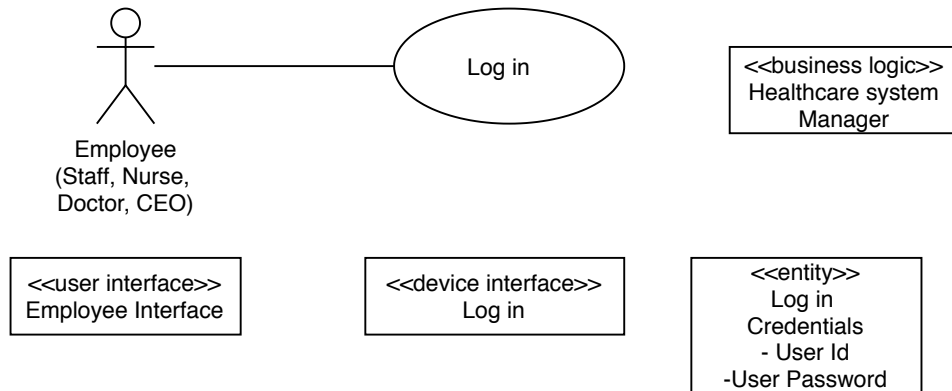 Log in
<<business logic>>
Healthcare system
Manager
Employee
(Staff, Nurse,
Doctor, CEO)
<<user interface>>
Employee Interface
<<device interface>>
Log in
<<entity>>
Log in
Credentials
- User Id
-User Password